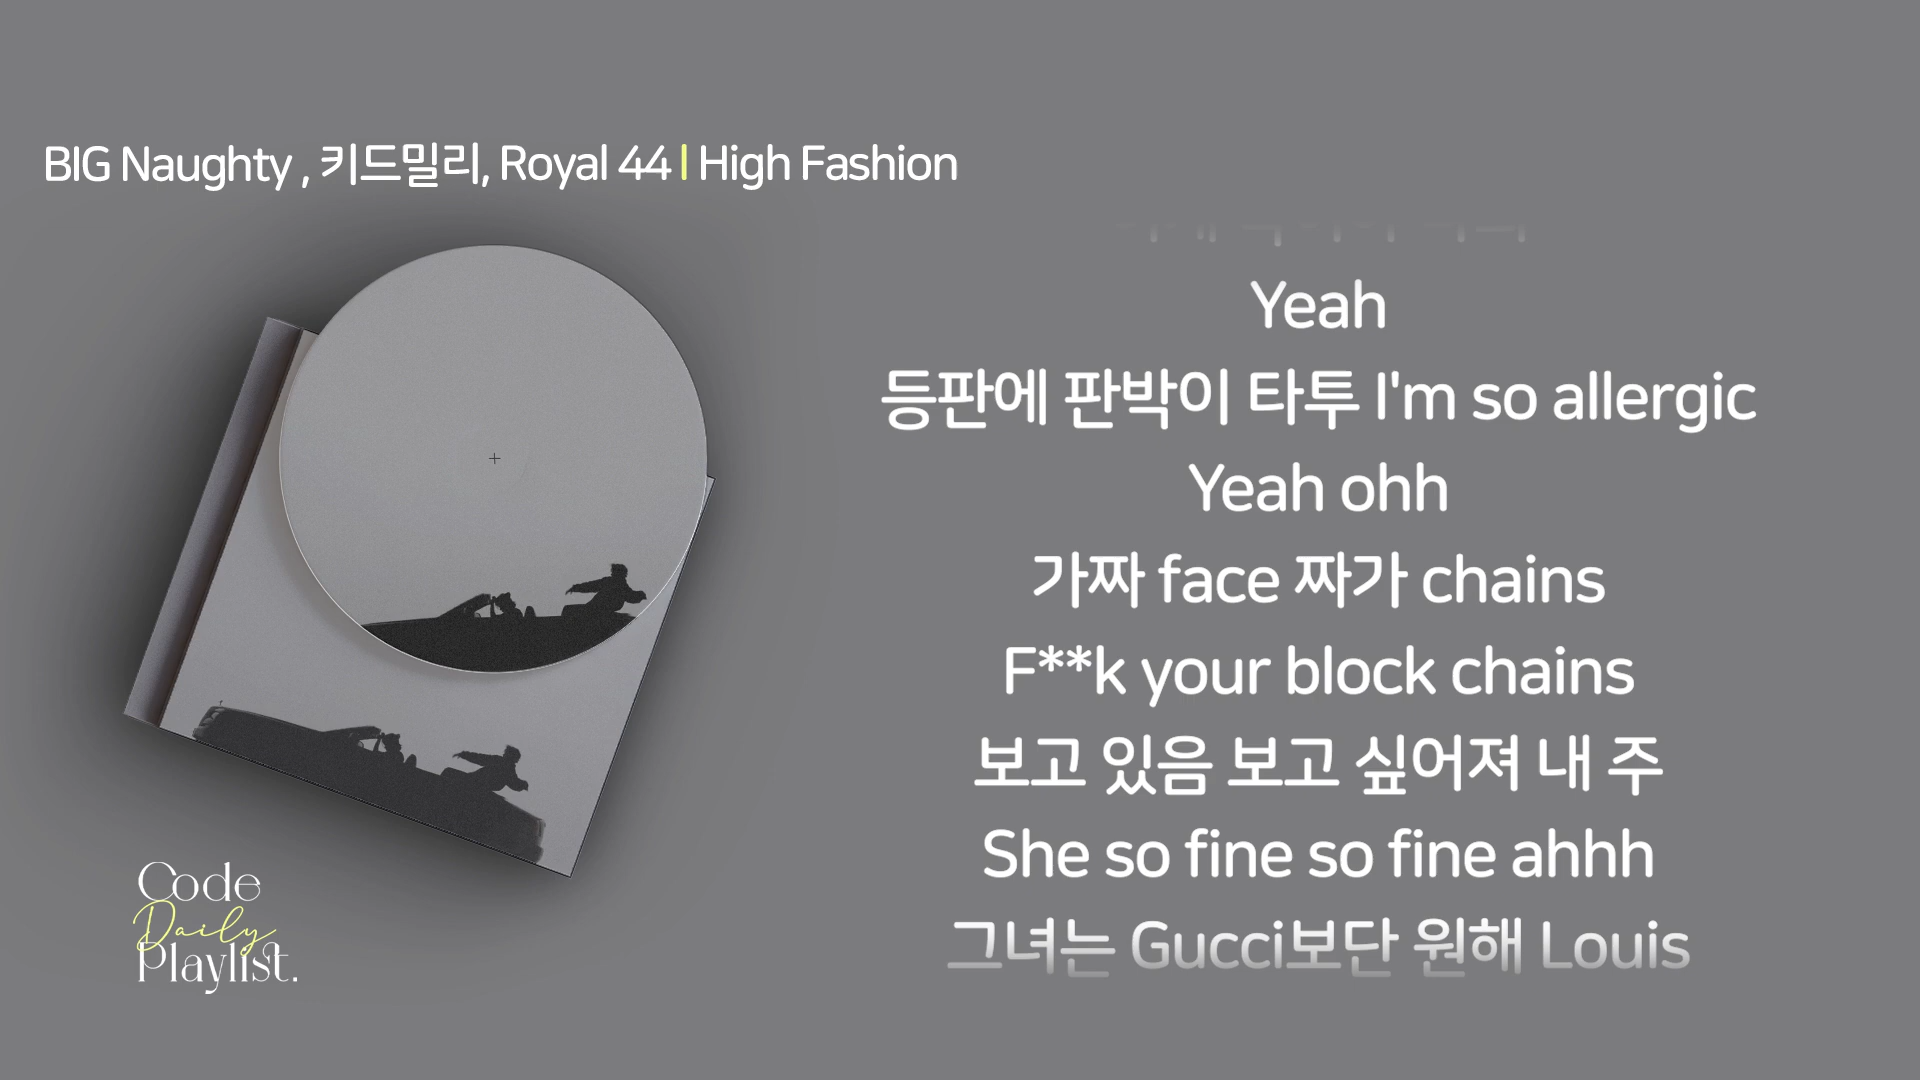 BIG Naughty , 키드밀리, Royal 44 | High Fashion
Yeah
등판에 판박이 타투 I'm so allergic
Yeah ohh
가짜 face 짜가 chains
F**k your block chains
보고 있음 보고 싶어져 내 주
She so fine so fine ahhh
그녀는 Gucci보단 원해 Louis
Code
Daily
Playlist.